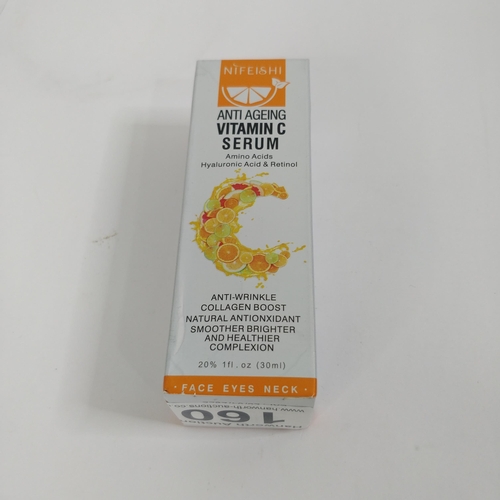 NIFEISHI
ANTI AGEING
VITAMIN C
SERUM
Amino Acids
Hyaluronic Acid & Retinol
ANTI-WRINKLE
COLLAGEN BOOST
NATURAL ANTIONXIDANT
SMOOTHER BRIGHTER
AND HEALTHIER
COMPLEXION
20% 1fl.oz (30ml)
· FACE EYES NECK ·
160